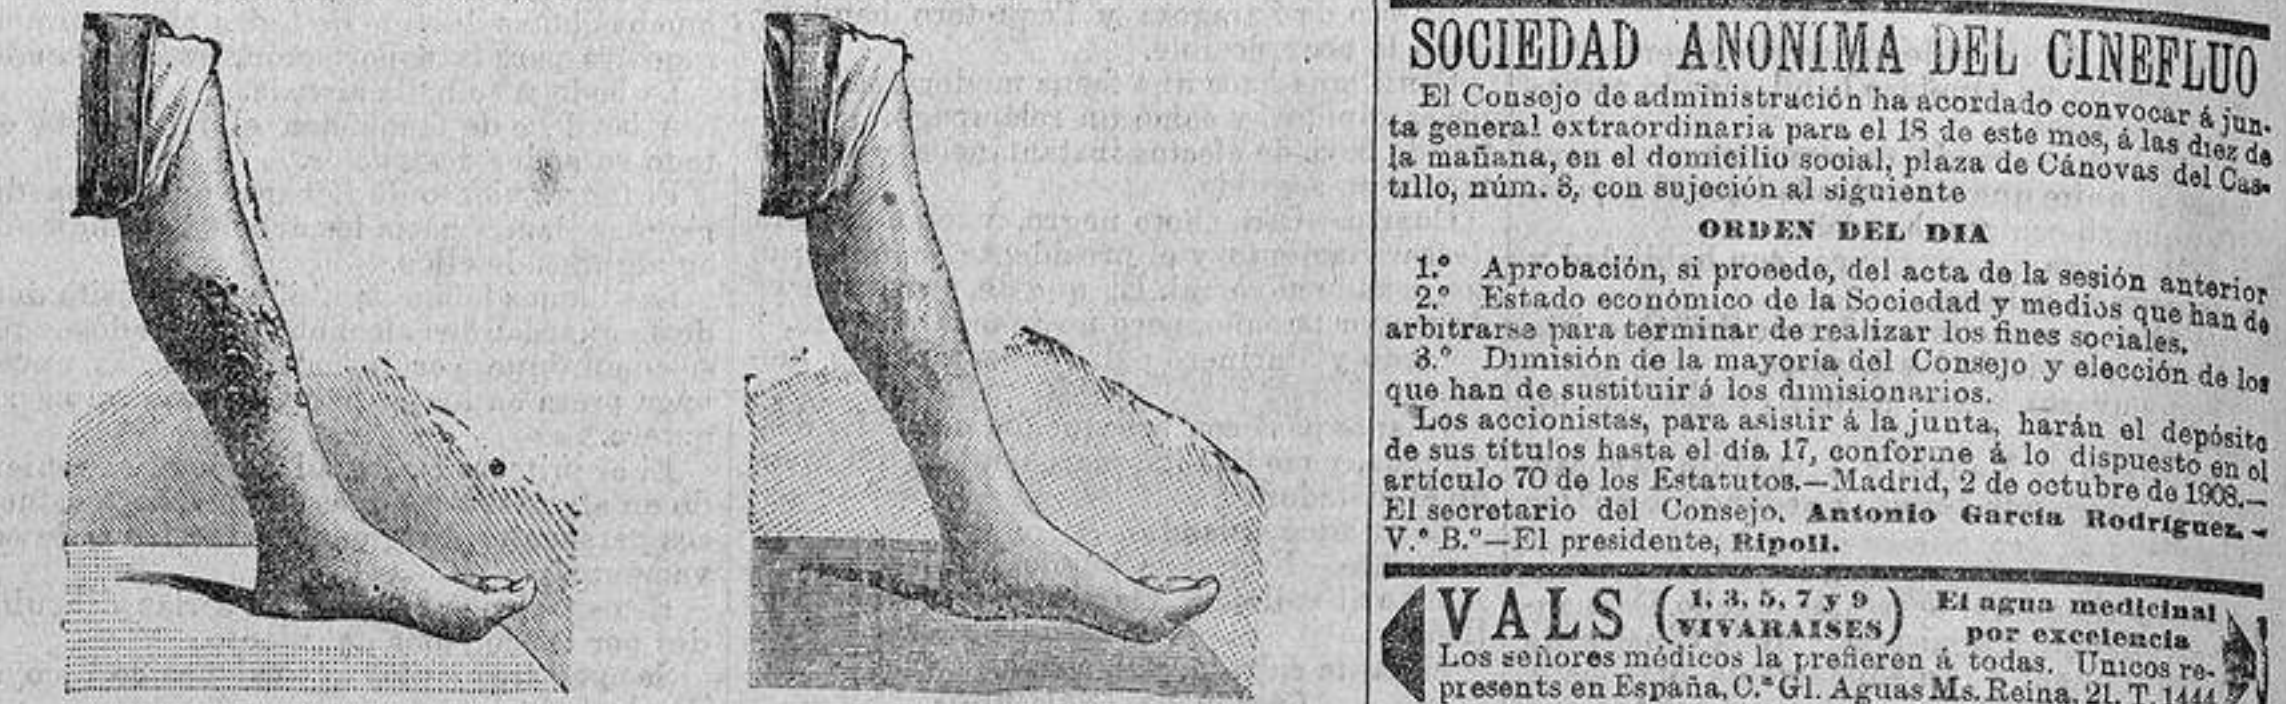 SOCIEDAD ANONIMA DEL CINEFLUO
El Consejo de administración ha acordado convocar á jun-
ta general extraordinaria para el 18 de este mes, á las diez de
la mañana, en el domicilio social, plaza de Cánovas del Cas-
tillo, núm. 3, con sujeción al siguiente
ORDEN DEL DIA
1.º Aprobación, si procede, del acta de la sesión anterior
2.º Estado económico de la Sociedad y medios que han de
arbitrarse para terminar de realizar los fines sociales.
3.º Dimisión de la mayoría del Consejo y elección de los
que han de sustituir á los dimisionarios.
Los accionistas, para asistir á la junta, harán el depósito
de sus títulos hasta el día 17, conforme á lo dispuesto en el
artículo 70 de los Estatutos.—Madrid, 2 de octubre de 1908.—
El secretario del Consejo, Antonio García Rodríguez.-
V.º B.º—El presidente, Ripoll.
VALS (1, 3, 5, 7 y 9 VIVARAISES) El agua medicinal
por excelencia
Los señores médicos la prefieren á todas. Unicos re-
presents en España, C.ª Gl. Aguas Ms. Reina, 21. T. 1444